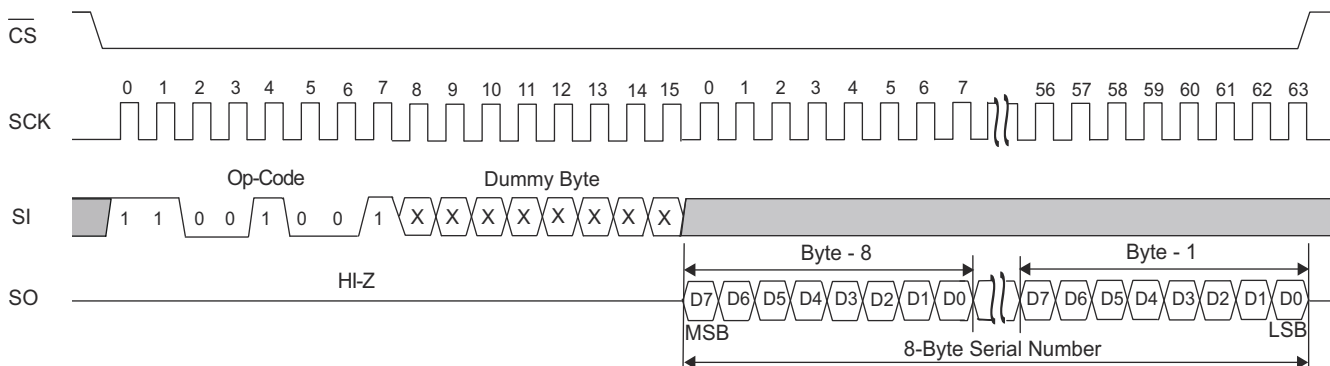 CS
0 1 2 3 4 5 6 7 8 9 10 11 12 13 14 15 0 1 2 3 4 5 6 7 56 57 58 59 60 61 62 63
SCK
Op-Code Dummy Byte
SI 1 1 0 0 1 0 0 1 X X X X X X X X
Byte - 8 Byte - 1
HI-Z
SO D7 D6 D5 D4 D3 D2 D1 D0 D7 D6 D5 D4 D3 D2 D1 D0
MSB LSB
8-Byte Serial Number